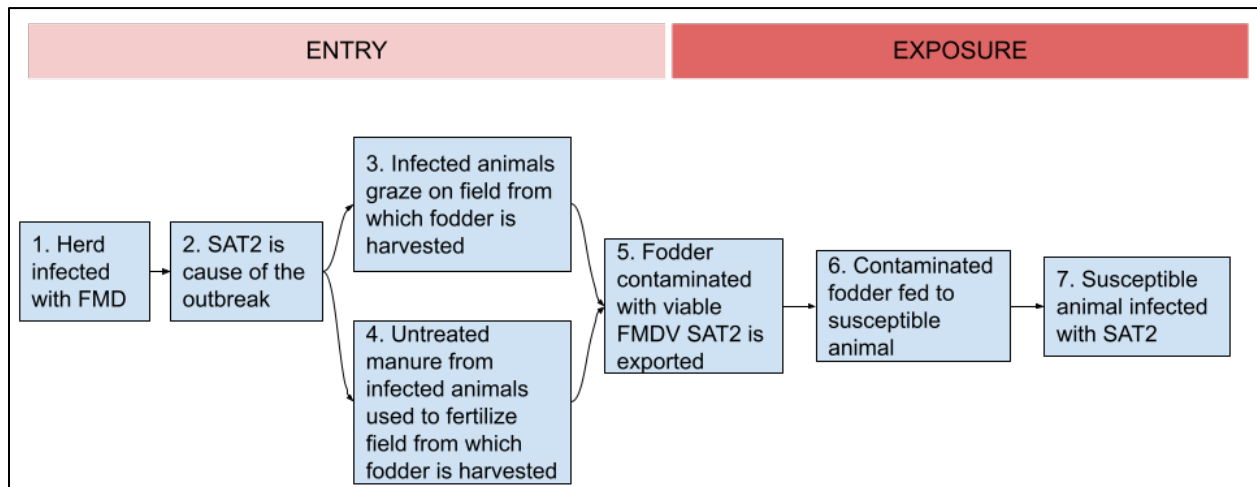 ENTRY
EXPOSURE
1. Herd
infected
with FMD
2. SAT2 is
cause of the
outbreak
3. Infected animals
graze on field from
which fodder is
harvested
4. Untreated
manure from
infected animals
used to fertilize
field from which
fodder is harvested
5. Fodder
contaminated
with viable
FMDV SAT2 is
exported
6. Contaminated
fodder fed to
susceptible
animal
7. Susceptible
animal infected
with SAT2